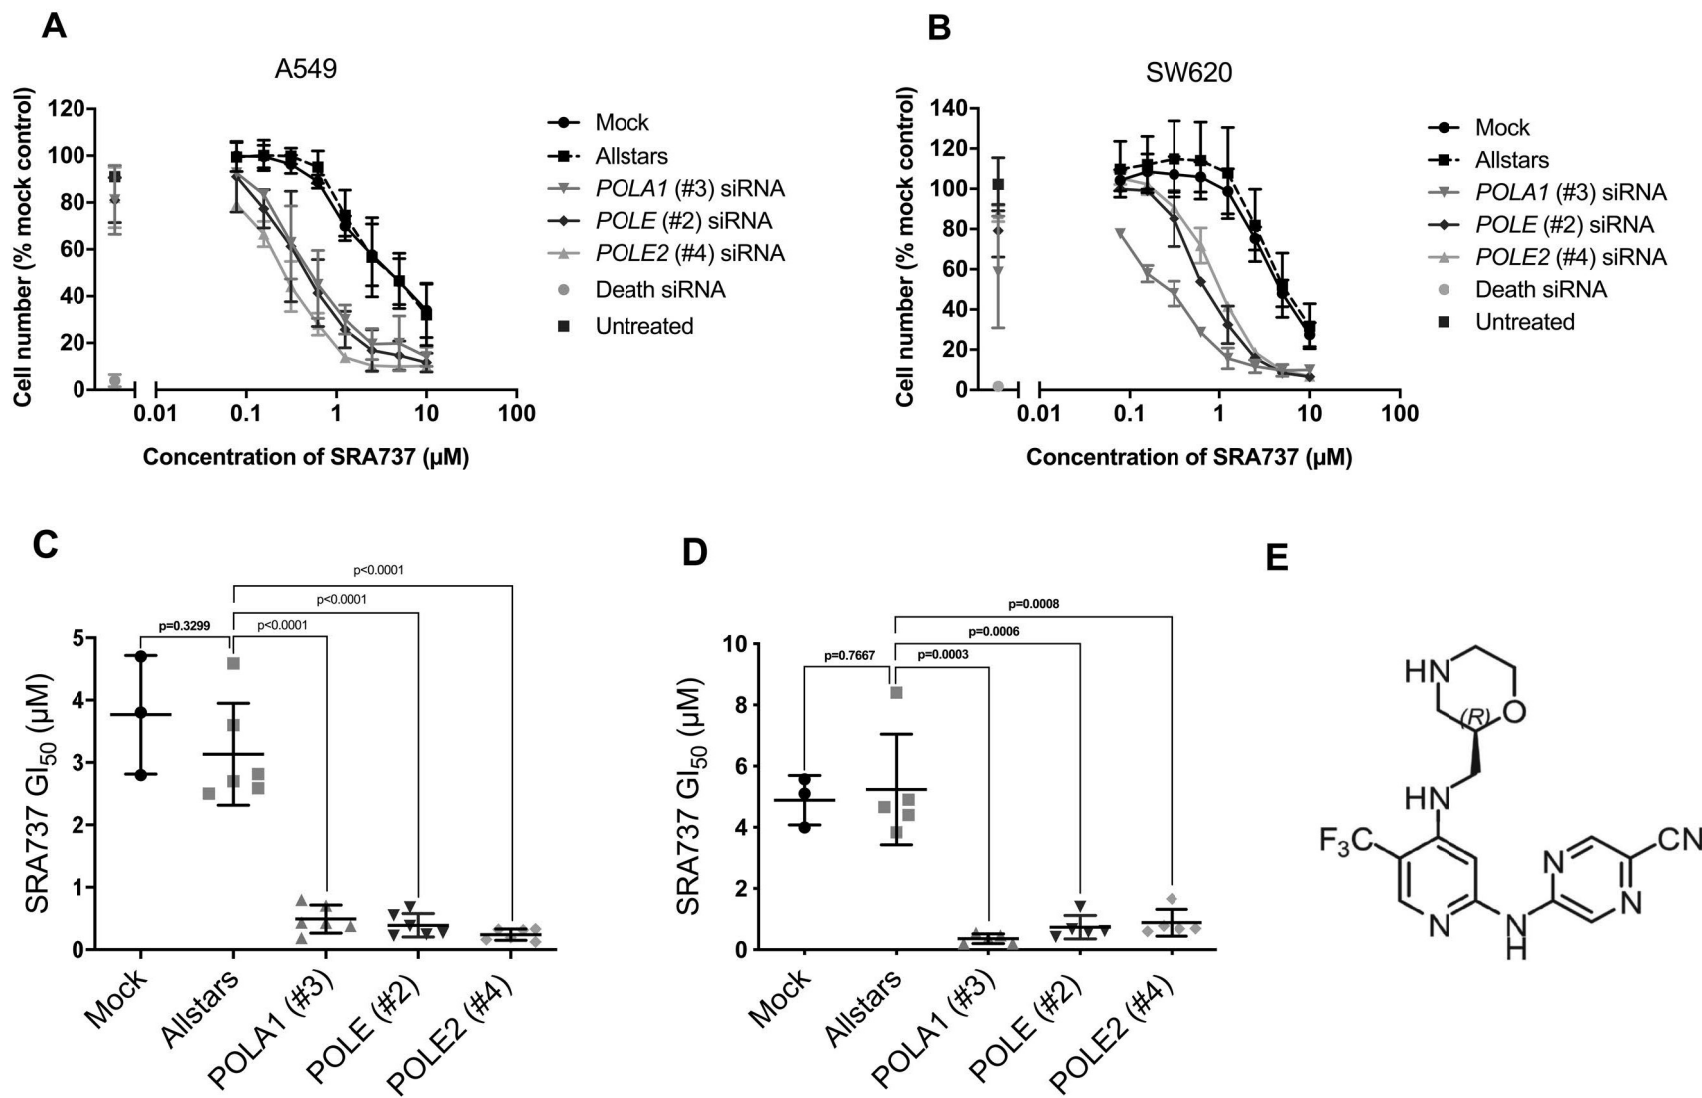 A
A549
Cell number (% mock control)
120
100
80
60
40
20
0
0.01
0.1
1
10
100
Concentration of SRA737 (µM)
Mock
Allstars
POLA1 (#3) siRNA
POLE (#2) siRNA
POLE2 (#4) siRNA
Death siRNA
Untreated
B
SW620
Cell number (% mock control)
140
120
100
80
60
40
20
0
0.01
0.1
1
10
100
Concentration of SRA737 (µM)
Mock
Allstars
POLA1 (#3) siRNA
POLE (#2) siRNA
POLE2 (#4) siRNA
Death siRNA
Untreated
C
p<0.0001
p<0.0001
p=0.3299
p<0.0001
SRA737 GI50 (µM)
5
4
3
2
1
0
Mock
Allstars
POLA1 (#3)
POLE (#2)
POLE2 (#4)
D
p=0.0008
p=0.0006
p=0.7667
p=0.0003
SRA737 GI50 (µM)
10
8
6
4
2
0
Mock
Allstars
POLA1 (#3)
POLE (#2)
POLE2 (#4)
E
HN
(R)
O
HN
F3C
N
CN
N
N
N
H